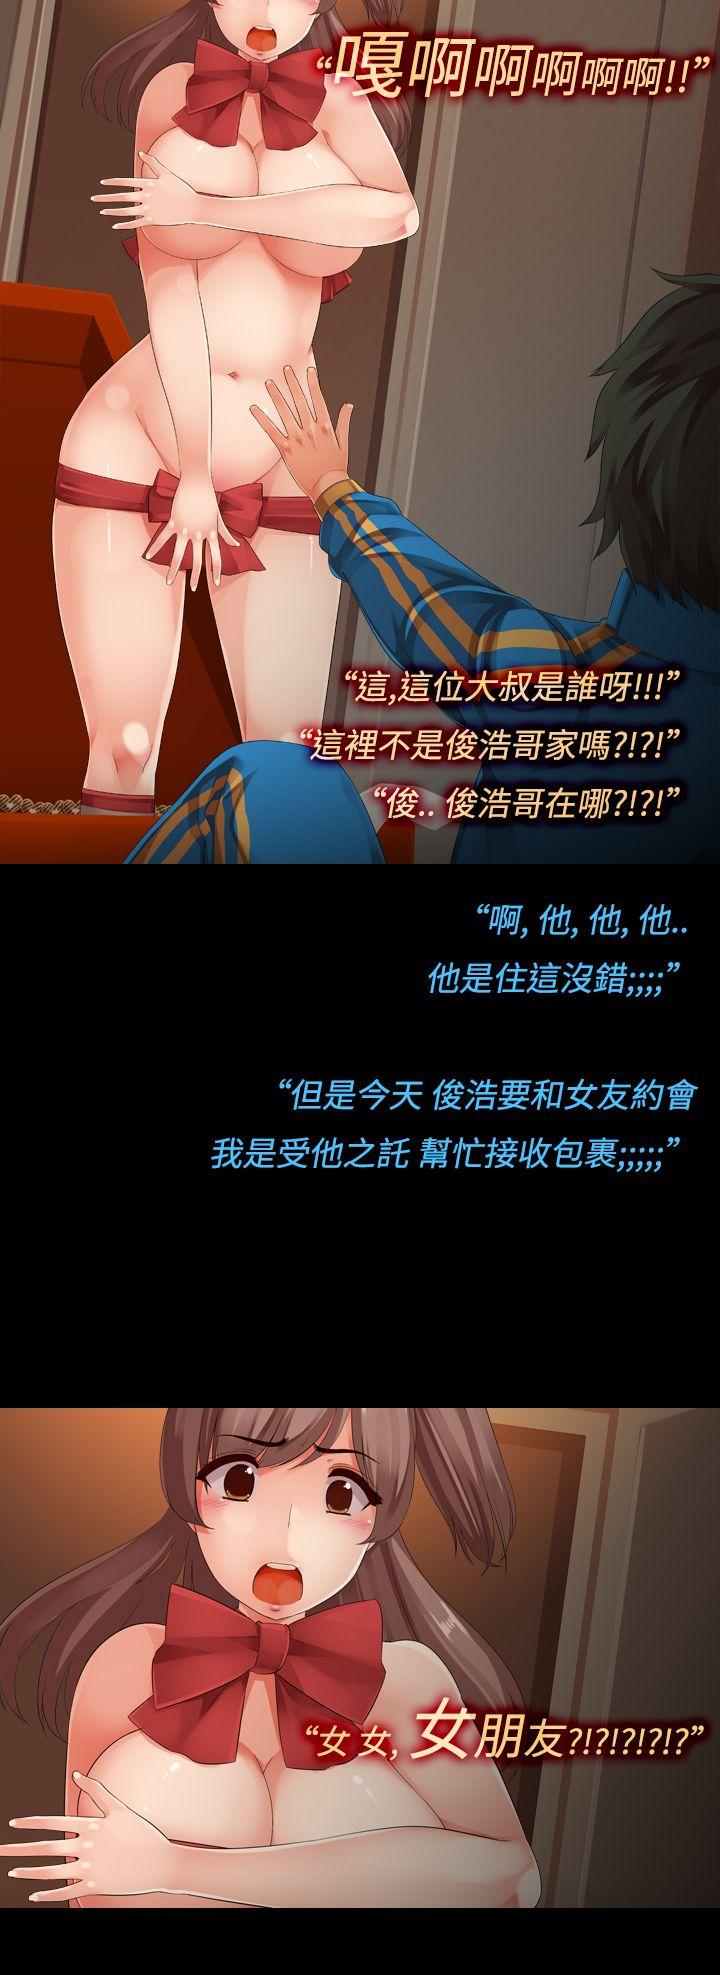 “嘎啊啊啊啊啊!!”
“這,這位大叔是誰呀!!!”
“這裡不是俊浩哥家嗎?!?!”
“俊.. 俊浩哥在哪?!?!”
“啊, 他, 他, 他..
他是住這沒錯;;;;”
“但是今天 俊浩要和女友約會
我是受他之託 幫忙接收包裹;;;;;”
“女 女, 女朋友?!?!?!?!?”